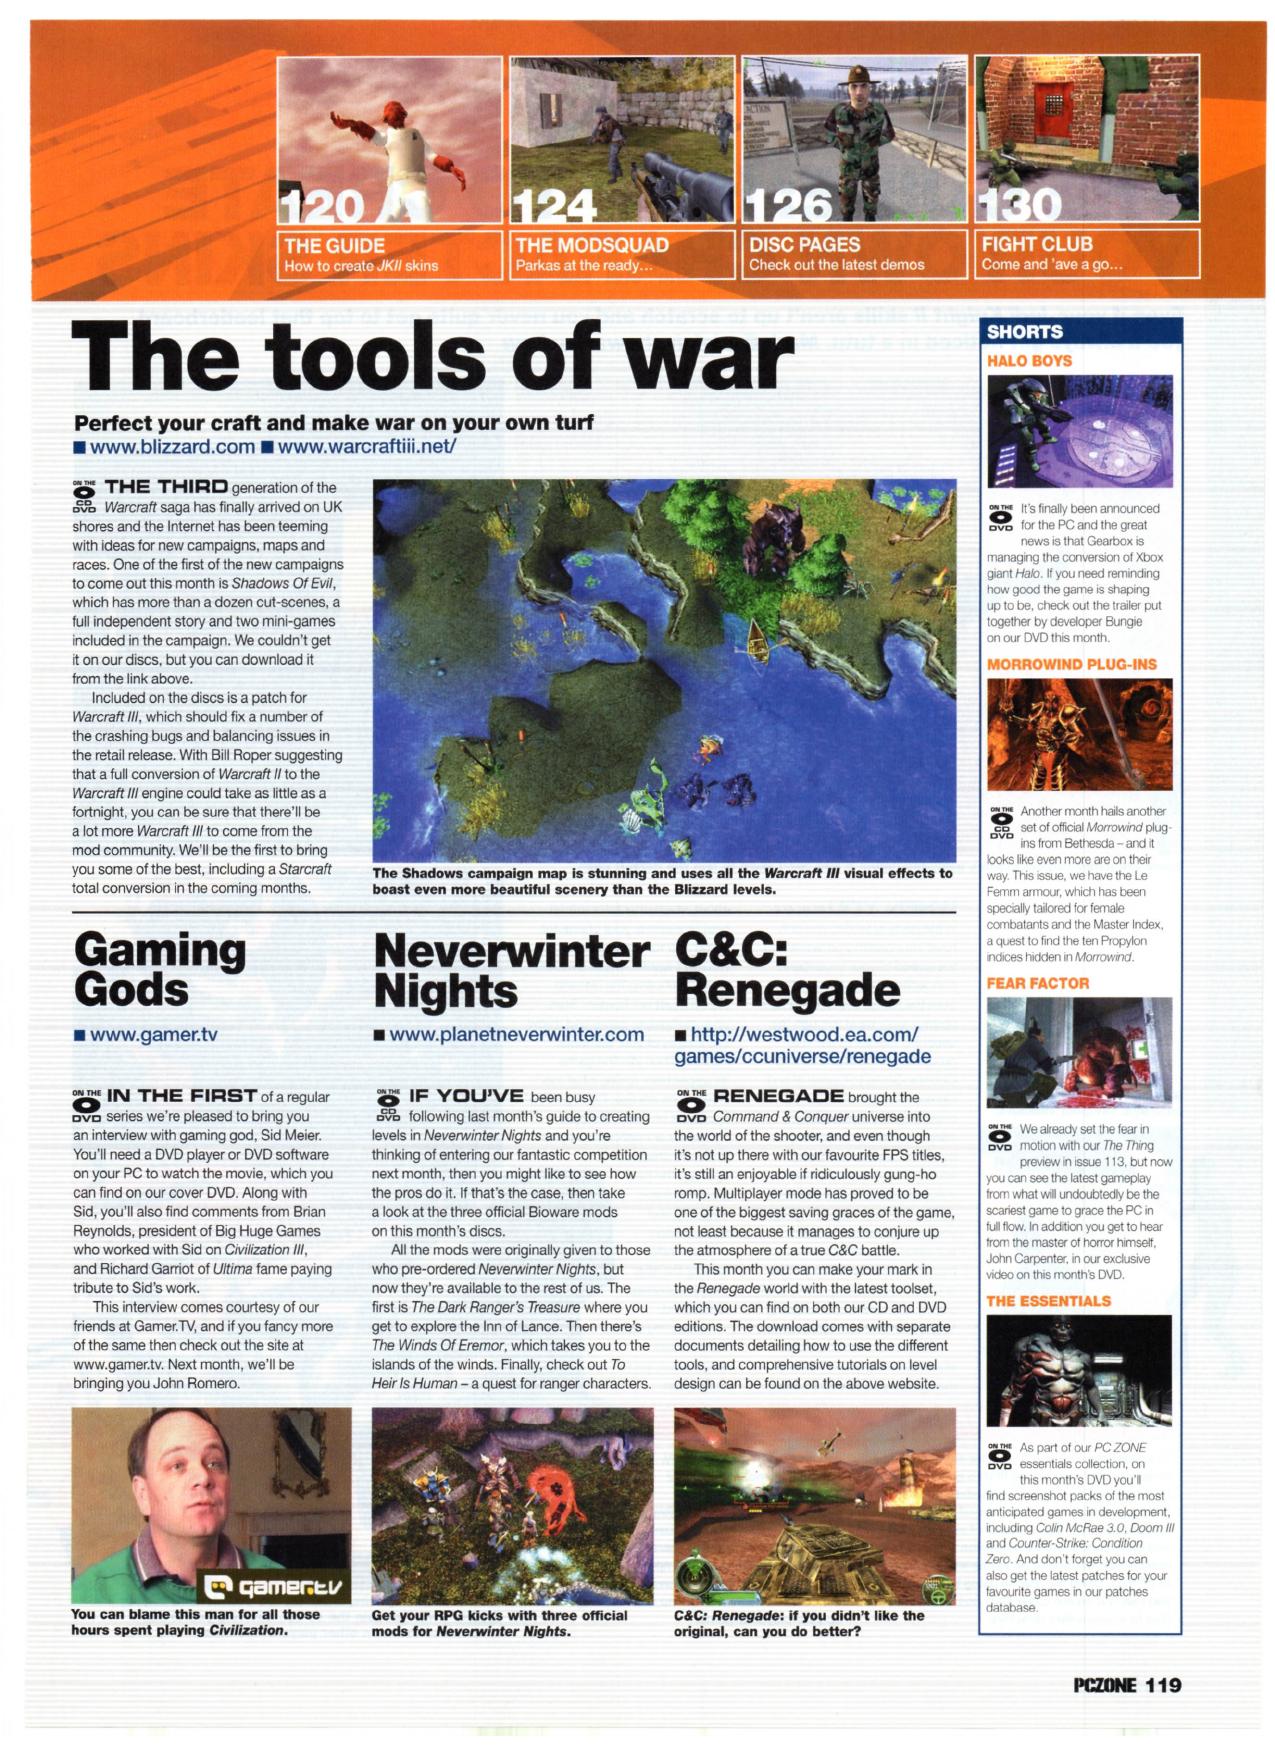 120
THE GUIDE
How to create JKII skins
124
THE MODSQUAD
Parkas at the ready...
126
DISC PAGES
Check out the latest demos
130
FIGHT CLUB
Come and 'ave a go...
The tools of war
Perfect your craft and make war on your own turf
www.blizzard.com www.warcraftiii.net/
ON THE CD DVD
THE THIRD generation of the
Warcraft saga has finally arrived on UK
shores and the Internet has been teeming
with ideas for new campaigns, maps and
races. One of the first of the new campaigns
to come out this month is Shadows Of Evil,
which has more than a dozen cut-scenes, a
full independent story and two mini-games
included in the campaign. We couldn't get
it on our discs, but you can download it
from the link above.
Included on the discs is a patch for
Warcraft III, which should fix a number of
the crashing bugs and balancing issues in
the retail release. With Bill Roper suggesting
that a full conversion of Warcraft II to the
Warcraft III engine could take as little as a
fortnight, you can be sure that there'll be
a lot more Warcraft III to come from the
mod community. We'll be the first to bring
you some of the best, including a Starcraft
total conversion in the coming months.
The Shadows campaign map is stunning and uses all the Warcraft III visual effects to
boast even more beautiful scenery than the Blizzard levels.
Gaming
Gods
www.gamer.tv
ON THE DVD
IN THE FIRST of a regular
series we're pleased to bring you
an interview with gaming god, Sid Meier.
You'll need a DVD player or DVD software
on your PC to watch the movie, which you
can find on our cover DVD. Along with
Sid, you'll also find comments from Brian
Reynolds, president of Big Huge Games
who worked with Sid on Civilization III,
and Richard Garriot of Ultima fame paying
tribute to Sid's work.
This interview comes courtesy of our
friends at Gamer.TV, and if you fancy more
of the same then check out the site at
www.gamer.tv. Next month, we'll be
bringing you John Romero.
gamer.tv
You can blame this man for all those
hours spent playing Civilization.
Neverwinter
Nights
www.planetneverwinter.com
ON THE CD DVD
IF YOU'VE been busy
following last month's guide to creating
levels in Neverwinter Nights and you're
thinking of entering our fantastic competition
next month, then you might like to see how
the pros do it. If that's the case, then take
a look at the three official Bioware mods
on this month's discs.
All the mods were originally given to those
who pre-ordered Neverwinter Nights, but
now they're available to the rest of us. The
first is The Dark Ranger's Treasure where you
get to explore the Inn of Lance. Then there's
The Winds Of Eremor, which takes you to the
islands of the winds. Finally, check out To
Heir Is Human – a quest for ranger characters.
Get your RPG kicks with three official
mods for Neverwinter Nights.
C&C:
Renegade
http://westwood.ea.com/
games/ccuniverse/renegade
ON THE DVD
RENEGADE brought the
Command & Conquer universe into
the world of the shooter, and even though
it's not up there with our favourite FPS titles,
it's still an enjoyable if ridiculously gung-ho
romp. Multiplayer mode has proved to be
one of the biggest saving graces of the game,
not least because it manages to conjure up
the atmosphere of a true C&C battle.
This month you can make your mark in
the Renegade world with the latest toolset,
which you can find on both our CD and DVD
editions. The download comes with separate
documents detailing how to use the different
tools, and comprehensive tutorials on level
design can be found on the above website.
C&C: Renegade: if you didn't like the
original, can you do better?
SHORTS
HALO BOYS
ON THE DVD
It's finally been announced
for the PC and the great
news is that Gearbox is
managing the conversion of Xbox
giant Halo. If you need reminding
how good the game is shaping
up to be, check out the trailer put
together by developer Bungie
on our DVD this month.
MORROWIND PLUG-INS
ON THE CD DVD
Another month hails another
set of official Morrowind plug-
ins from Bethesda – and it
looks like even more are on their
way. This issue, we have the Le
Femm armour, which has been
specially tailored for female
combatants and the Master Index,
a quest to find the ten Propylon
indices hidden in Morrowind.
FEAR FACTOR
ON THE DVD
We already set the fear in
motion with our The Thing
preview in issue 113, but now
you can see the latest gameplay
from what will undoubtedly be the
scariest game to grace the PC in
full flow. In addition you get to hear
from the master of horror himself,
John Carpenter, in our exclusive
video on this month's DVD.
THE ESSENTIALS
ON THE DVD
As part of our PC ZONE
essentials collection, on
this month's DVD you'll
find screenshot packs of the most
anticipated games in development,
including Colin McRae 3.0, Doom III
and Counter-Strike: Condition
Zero. And don't forget you can
also get the latest patches for your
favourite games in our patches
database.
PCZONE 119